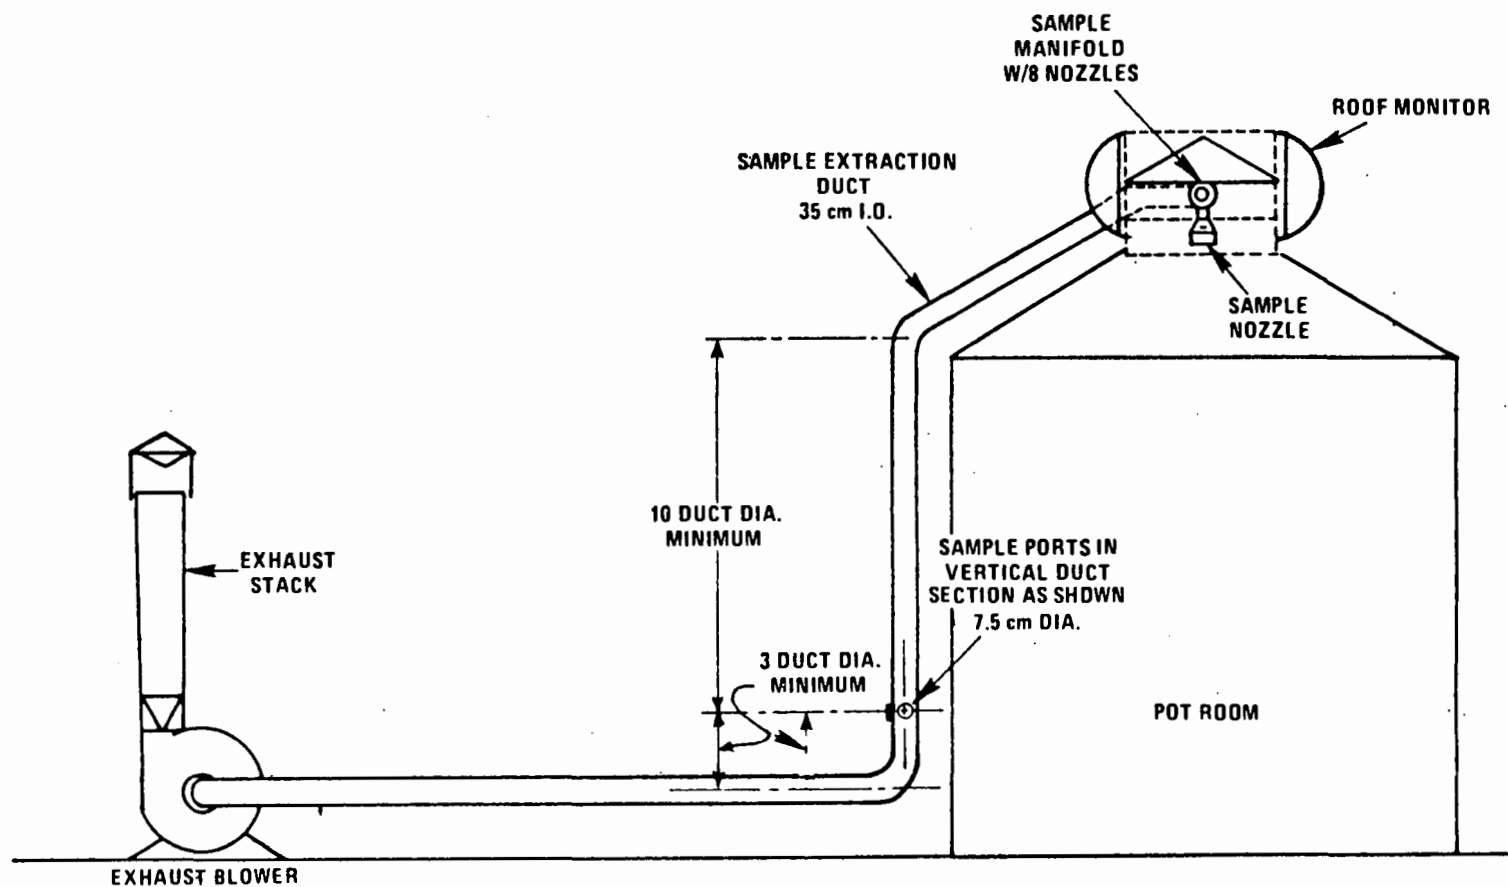 SAMPLE
MANIFOLD
W/8 NOZZLES
ROOF MONITOR
SAMPLE EXTRACTION
DUCT
35 cm I.D.
SAMPLE
NOZZLE
10 DUCT DIA.
MINIMUM
EXHAUST
STACK
SAMPLE PORTS IN
VERTICAL DUCT
SECTION AS SHOWN
7.5 cm DIA.
3 DUCT DIA.
MINIMUM
POT ROOM
EXHAUST BLOWER